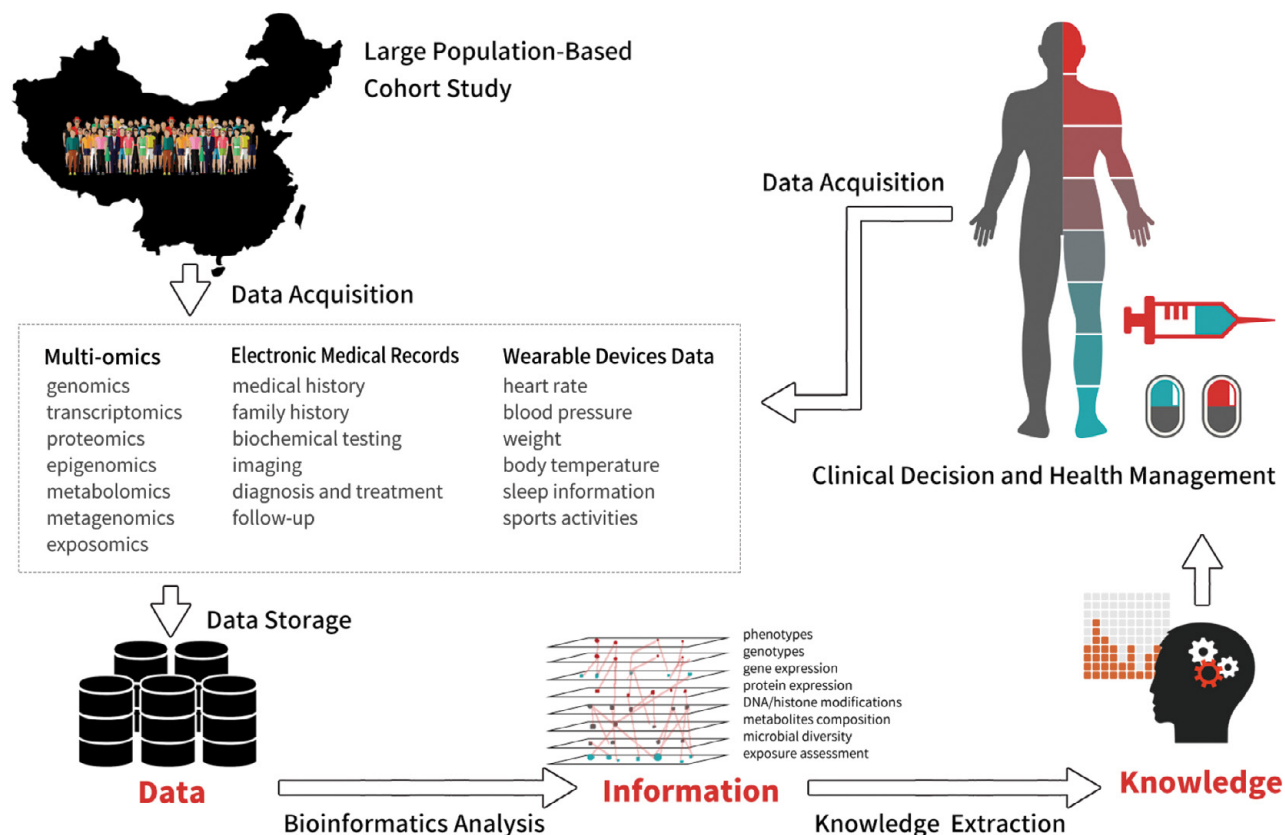 Large Population-Based
Cohort Study
Data Acquisition
Data Acquisition
Multi-omics
genomics
transcriptomics
proteomics
epigenomics
metabolomics
metagenomics
exposomics
Electronic Medical Records
medical history
family history
biochemical testing
imaging
diagnosis and treatment
follow-up
Wearable Devices Data
heart rate
blood pressure
weight
body temperature
sleep information
sports activities
Clinical Decision and Health Management
Data Storage
phenotypes
genotypes
gene expression
protein expression
DNA/histone modifications
metabolites composition
microbial diversity
exposure assessment
Data
Information
Knowledge
Bioinformatics Analysis
Knowledge Extraction